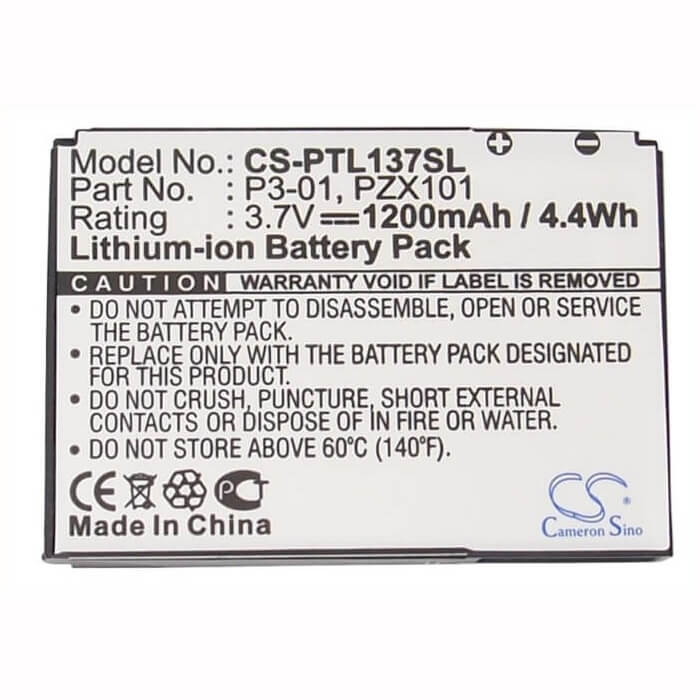 Model No.: CS-PTL137SL
Part No. : P3-01, PZX101
Rating : 3.7V⎓1200mAh / 4.4Wh
Lithium-ion Battery Pack
CAUTION WARRANTY VOID IF LABEL IS REMOVED
• DO NOT ATTEMPT TO DISASSEMBLE, OPEN OR SERVICE
THE BATTERY PACK.
• REPLACE ONLY WITH THE BATTERY PACK DESIGNATED
FOR THIS EQUIPMENT.
• DO NOT CRUSH, PUNCTURE, SHORT EXTERNAL
CONTACTS OR DISPOSE OF IN FIRE OR WATER.
• DO NOT STORE ABOVE 60°C (140°F).
CE
Made In China
CS
Cameron Sino
+ −